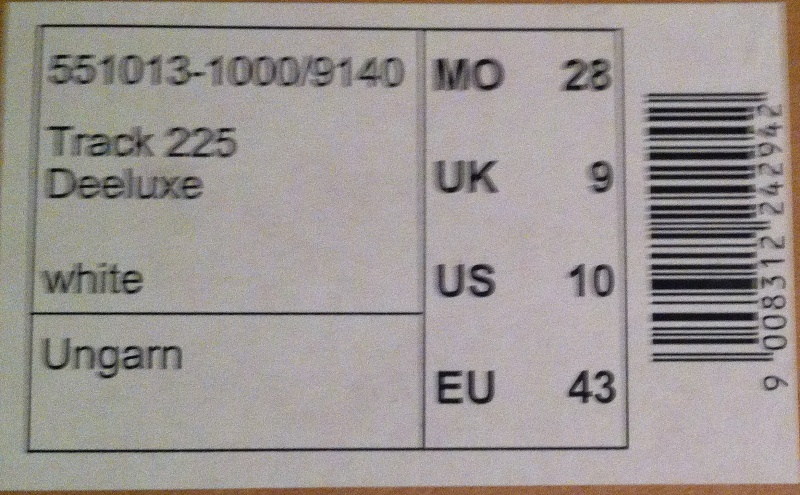 551013-1000/9140
Track 225
Deeluxe
white
Ungarn
MO 28
UK 9
US 10
EU 43
9 008312 242942